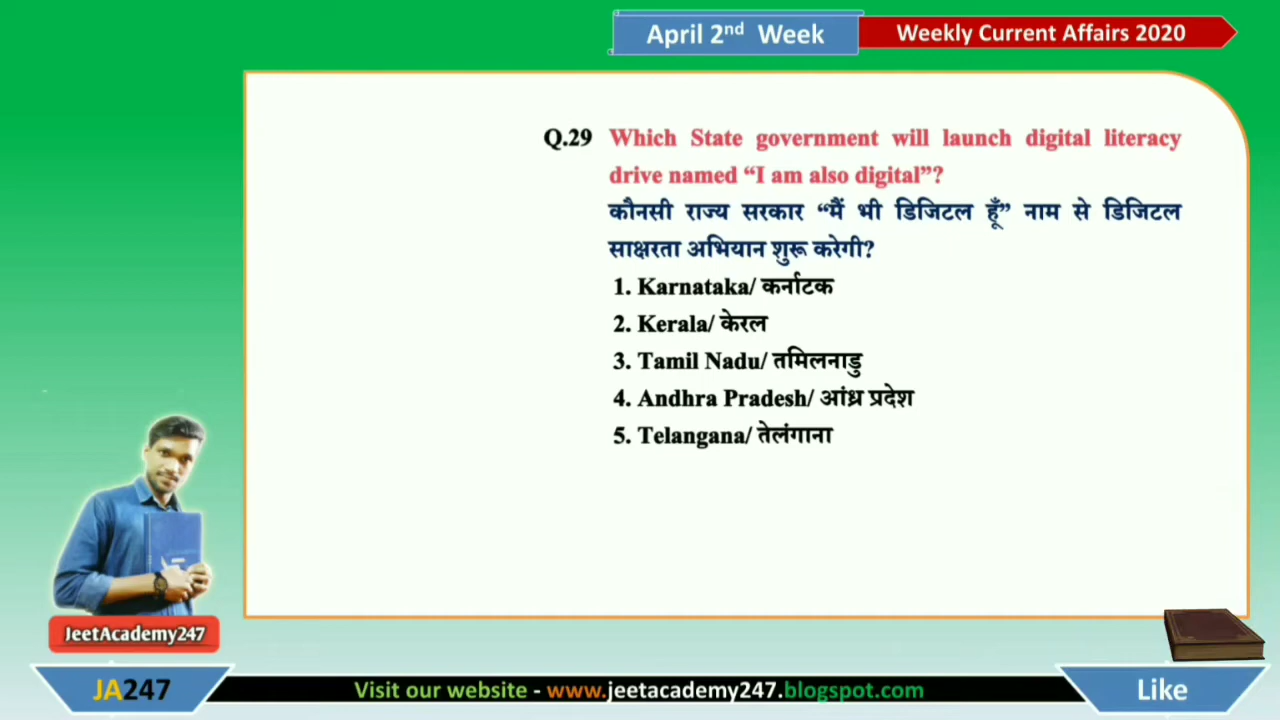 April 2nd Week
Weekly Current Affairs 2020
Q.29 Which State government will launch digital literacy
drive named “I am also digital”?
कौनसी राज्य सरकार “मैं भी डिजिटल हूँ” नाम से डिजिटल
साक्षरता अभियान शुरू करेगी?
1. Karnataka/ कर्नाटक
2. Kerala/ केरल
3. Tamil Nadu/ तमिलनाडु
4. Andhra Pradesh/ आंध्र प्रदेश
5. Telangana/ तेलंगाना
JeetAcademy247
JA247
Visit our website - www.jeetacademy247.blogspot.com
Like